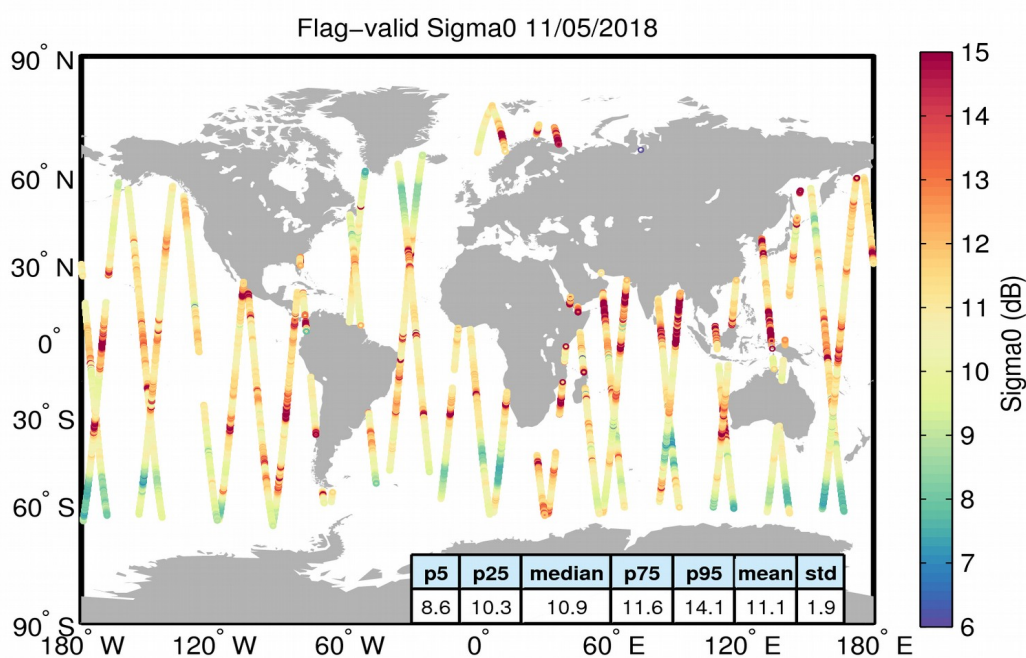 Flag−valid Sigma0 11/05/2018
90° N
60° N
30° N
0°
30° S
60° S
90° S
180° W
120° W
60° W
0°
60° E
120° E
180° E
15
14
13
12
11
10
9
8
7
6
Sigma0 (dB)
p5 p25 median p75 p95 mean std
8.6 10.3 10.9 11.6 14.1 11.1 1.9